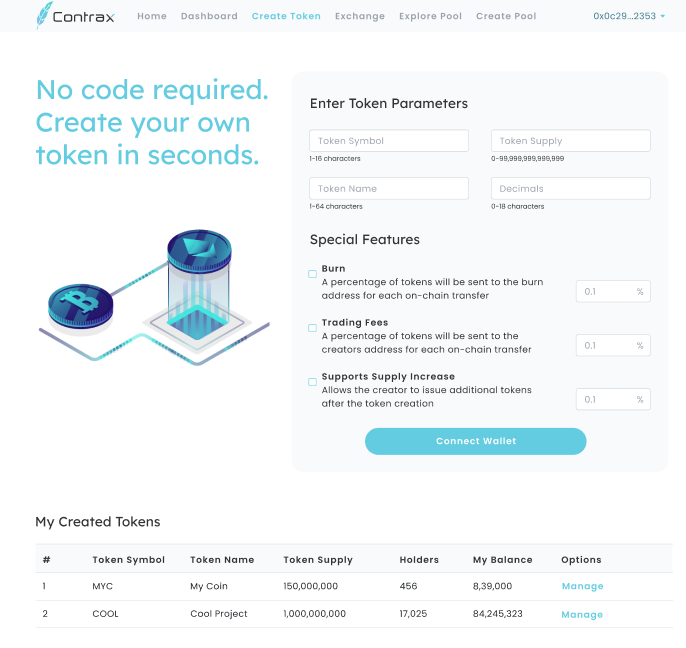 Contrax Home Dashboard Create Token Exchange Explore Pool Create Pool 0x0c29...2353
No code required.
Create your own
token in seconds.
Enter Token Parameters
Token Symbol Token Supply
1-16 characters 0-99,999,999,999,999
Token Name Decimals
1-64 characters 0-18 characters
Special Features
Burn
A percentage of tokens will be sent to the burn
address for each on-chain transfer
0.1 %
Trading Fees
A percentage of tokens will be sent to the
creators address for each on-chain transfer
0.1 %
Supports Supply Increase
Allows the creator to issue additional tokens
after the token creation
0.1 %
Connect Wallet
My Created Tokens
# Token Symbol Token Name Token Supply Holders My Balance Options
1 MYC My Coin 150,000,000 456 8,39,000 Manage
2 COOL Cool Project 1,000,000,000 17,025 84,245,323 Manage